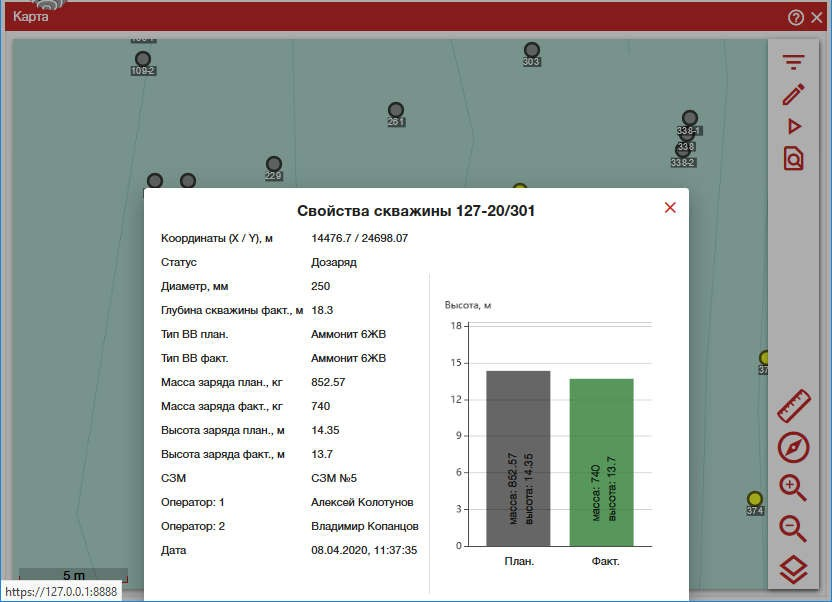 Карта
109-2
303
261
338-1
338
338-2
229
Свойства скважины 127-20/301
Координаты (X / Y), м 14476.7 / 24698.07
Статус Дозаряд
Диаметр, мм 250
Глубина скважины факт., м 18.3
Тип ВВ план. Аммонит 6ЖВ
Тип ВВ факт. Аммонит 6ЖВ
Масса заряда план., кг 852.57
Масса заряда факт., кг 740
Высота заряда план., м 14.35
Высота заряда факт., м 13.7
СЗМ СЗМ №5
Оператор: 1 Алексей Колотунов
Оператор: 2 Владимир Копанцов
Дата 08.04.2020, 11:37:35
Высота, м
18
15
12
9
6
3
0
масса: 852.57
высота: 14.35
масса: 740
высота: 13.7
План.
Факт.
374
5 m
https://127.0.0.1:8888